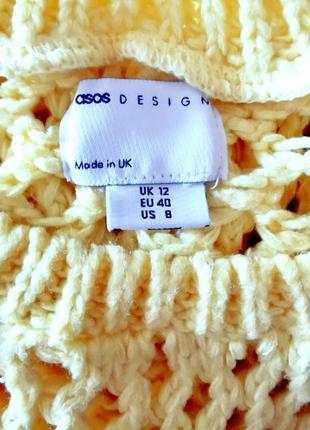 asos DESIGN
Made in UK
UK 12
EU 40
US 8